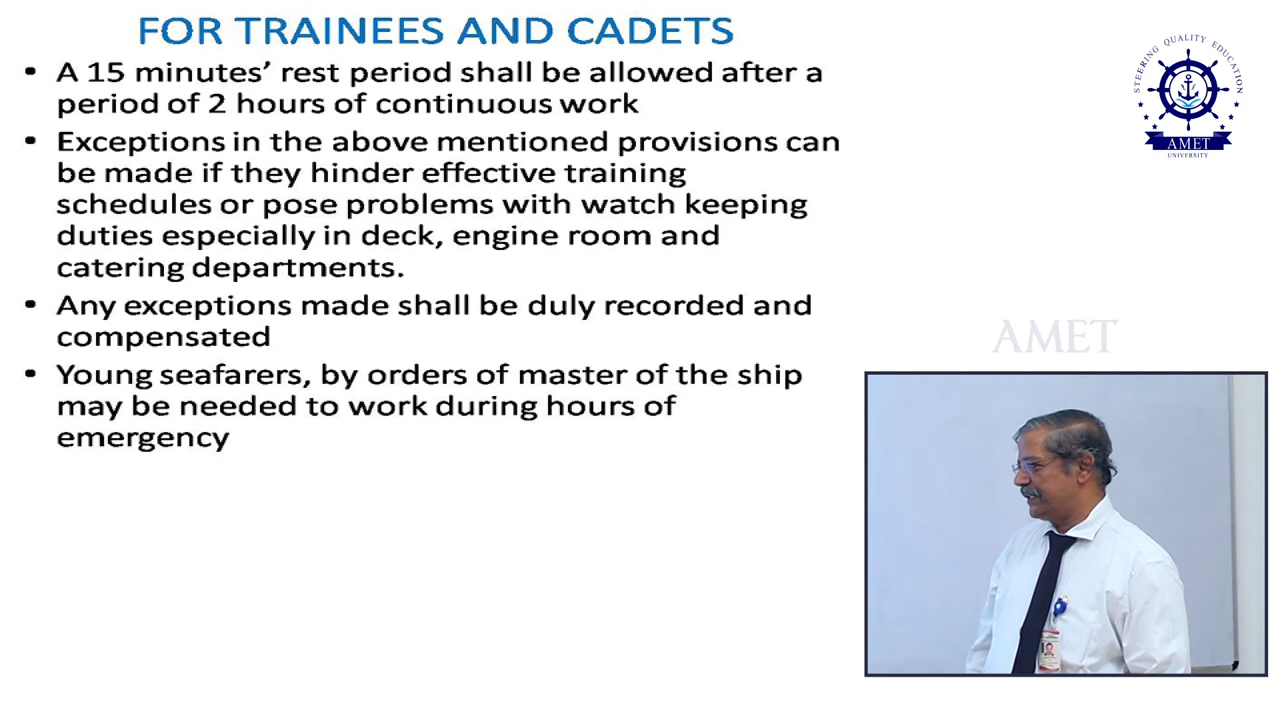 FOR TRAINEES AND CADETS
• A 15 minutes’ rest period shall be allowed after a
period of 2 hours of continuous work
• Exceptions in the above mentioned provisions can
be made if they hinder effective training
schedules or pose problems with watch keeping
duties especially in deck, engine room and
catering departments.
• Any exceptions made shall be duly recorded and
compensated
• Young seafarers, by orders of master of the ship
may be needed to work during hours of
emergency
STEERING QUALITY EDUCATION
AMET
UNIVERSITY
AMET